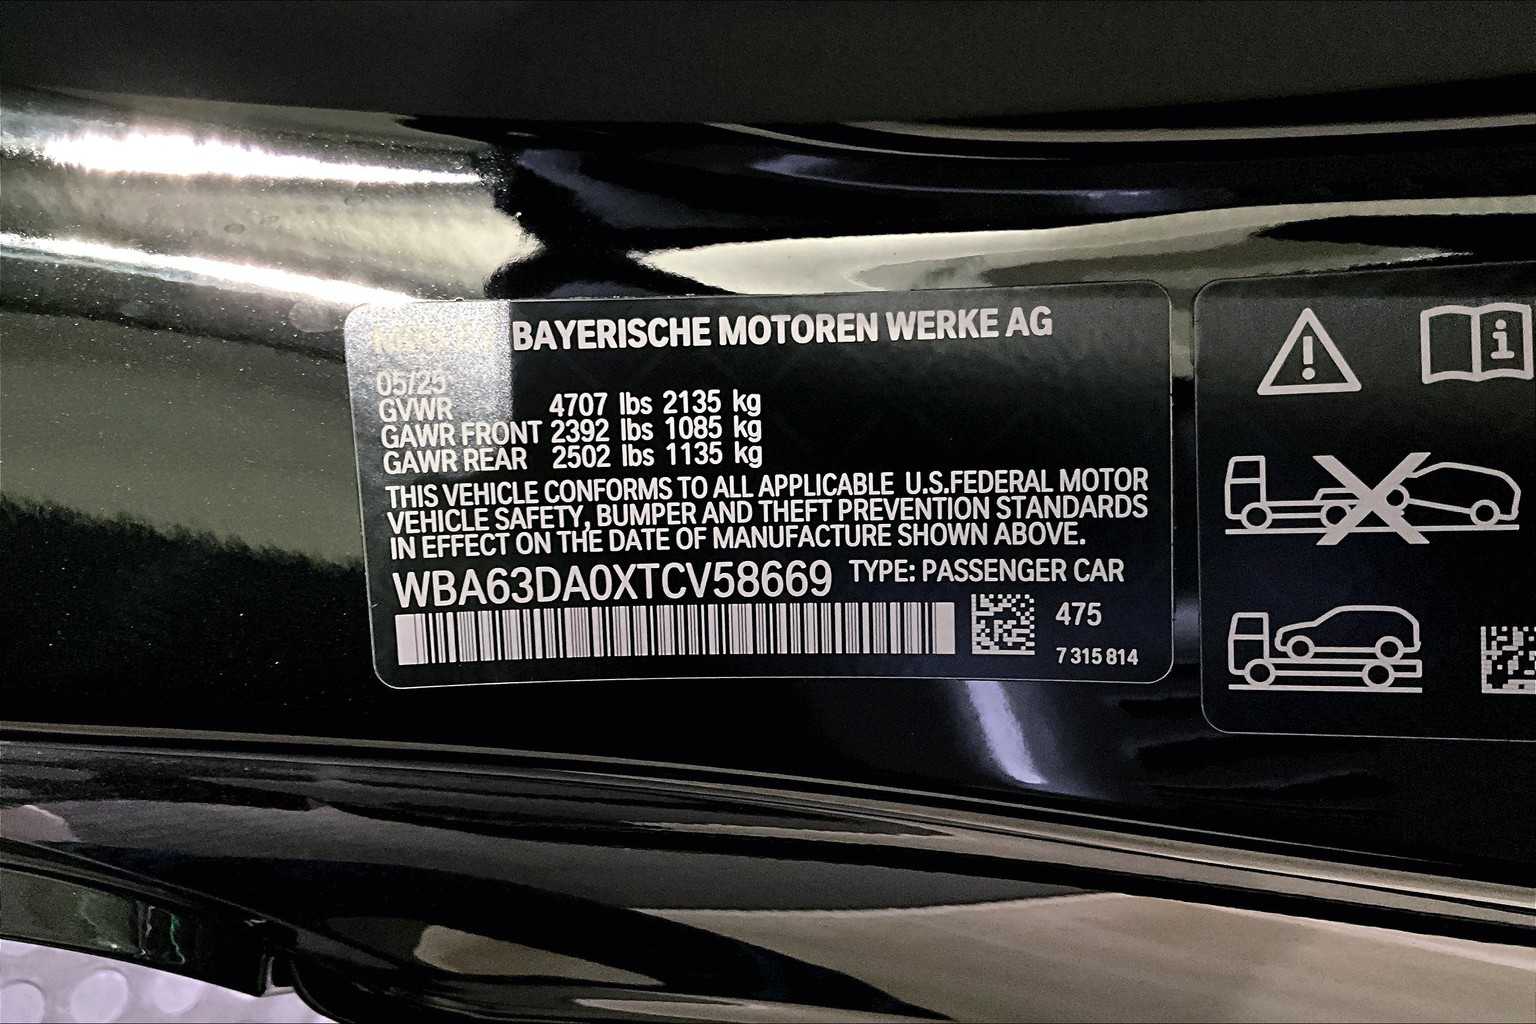 BAYERISCHE MOTOREN WERKE AG
05/25
GVWR 4707 lbs 2135 kg
GAWR FRONT 2392 lbs 1085 kg
GAWR REAR 2502 lbs 1135 kg
THIS VEHICLE CONFORMS TO ALL APPLICABLE U.S.FEDERAL MOTOR
VEHICLE SAFETY, BUMPER AND THEFT PREVENTION STANDARDS
IN EFFECT ON THE DATE OF MANUFACTURE SHOWN ABOVE.
WBA63DA0XTCV58669 TYPE: PASSENGER CAR
475
7 315 814